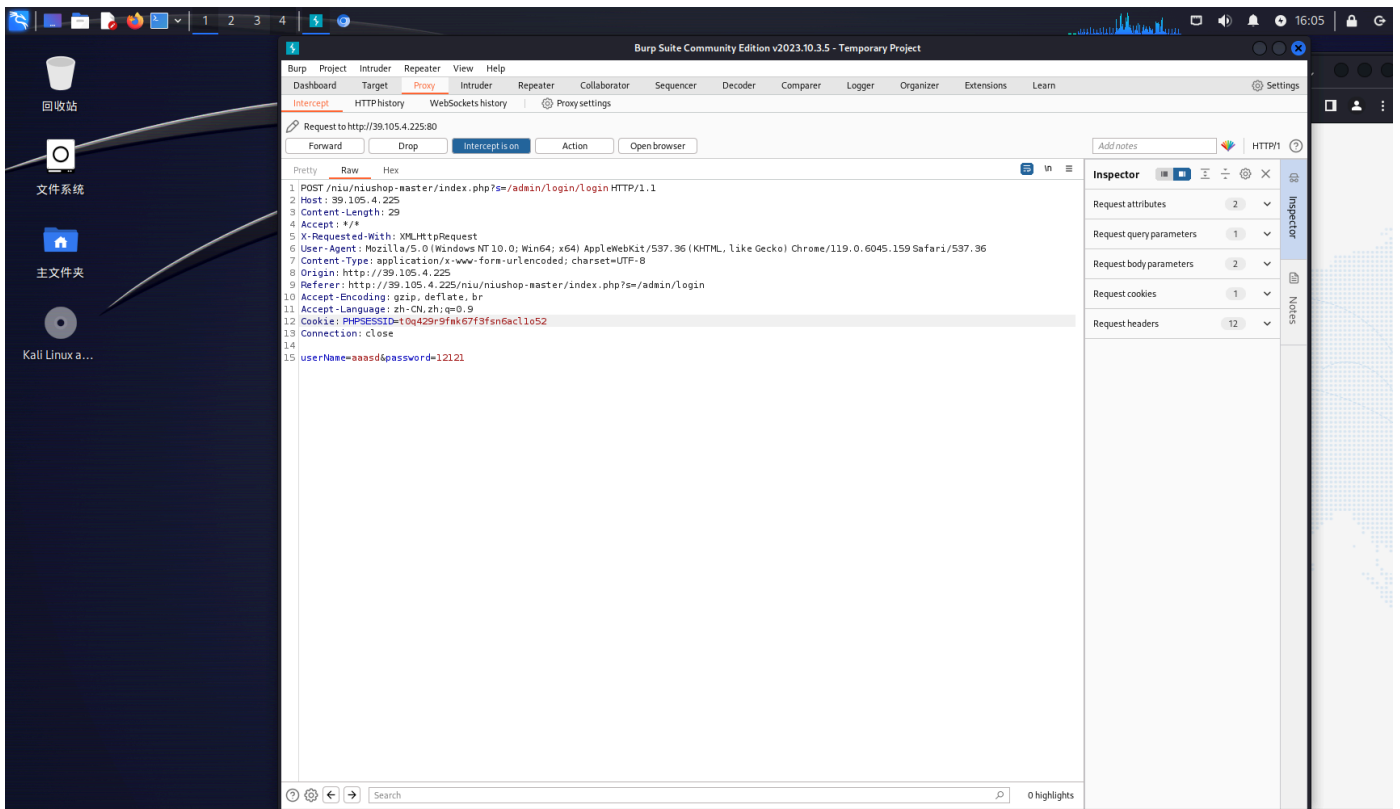 1 2 3 4
16:05
回收站
文件系统
主文件夹
Kali Linux a...
Burp Suite Community Edition v2023.10.3.5 - Temporary Project
Burp Project Intruder Repeater View Help
Dashboard Target Proxy Intruder Repeater Collaborator Sequencer Decoder Comparer Logger Organizer Extensions Learn Settings
Intercept HTTP history WebSockets history Proxy settings
Request to http://39.105.4.225:80
Forward Drop Intercept is on Action Open browser Add notes HTTP/1
Pretty Raw Hex \n
1 POST /niu/niushop-master/index.php?s=/admin/login/login HTTP/1.1
2 Host: 39.105.4.225
3 Content-Length: 29
4 Accept: */*
5 X-Requested-With: XMLHttpRequest
6 User-Agent: Mozilla/5.0 (Windows NT 10.0; Win64; x64) AppleWebKit/537.36 (KHTML, like Gecko) Chrome/119.0.6045.159 Safari/537.36
7 Content-Type: application/x-www-form-urlencoded; charset=UTF-8
8 Origin: http://39.105.4.225
9 Referer: http://39.105.4.225/niu/niushop-master/index.php?s=/admin/login
10 Accept-Encoding: gzip, deflate, br
11 Accept-Language: zh-CN,zh;q=0.9
12 Cookie: PHPSESSID=t0q429r9fmk67f3fsn6acl1o52
13 Connection: close
14
15 userName=aaasd&password=12121
Inspector
Request attributes 2
Request query parameters 1
Request body parameters 2
Request cookies 1
Request headers 12
Inspector
Notes
Search
0 highlights